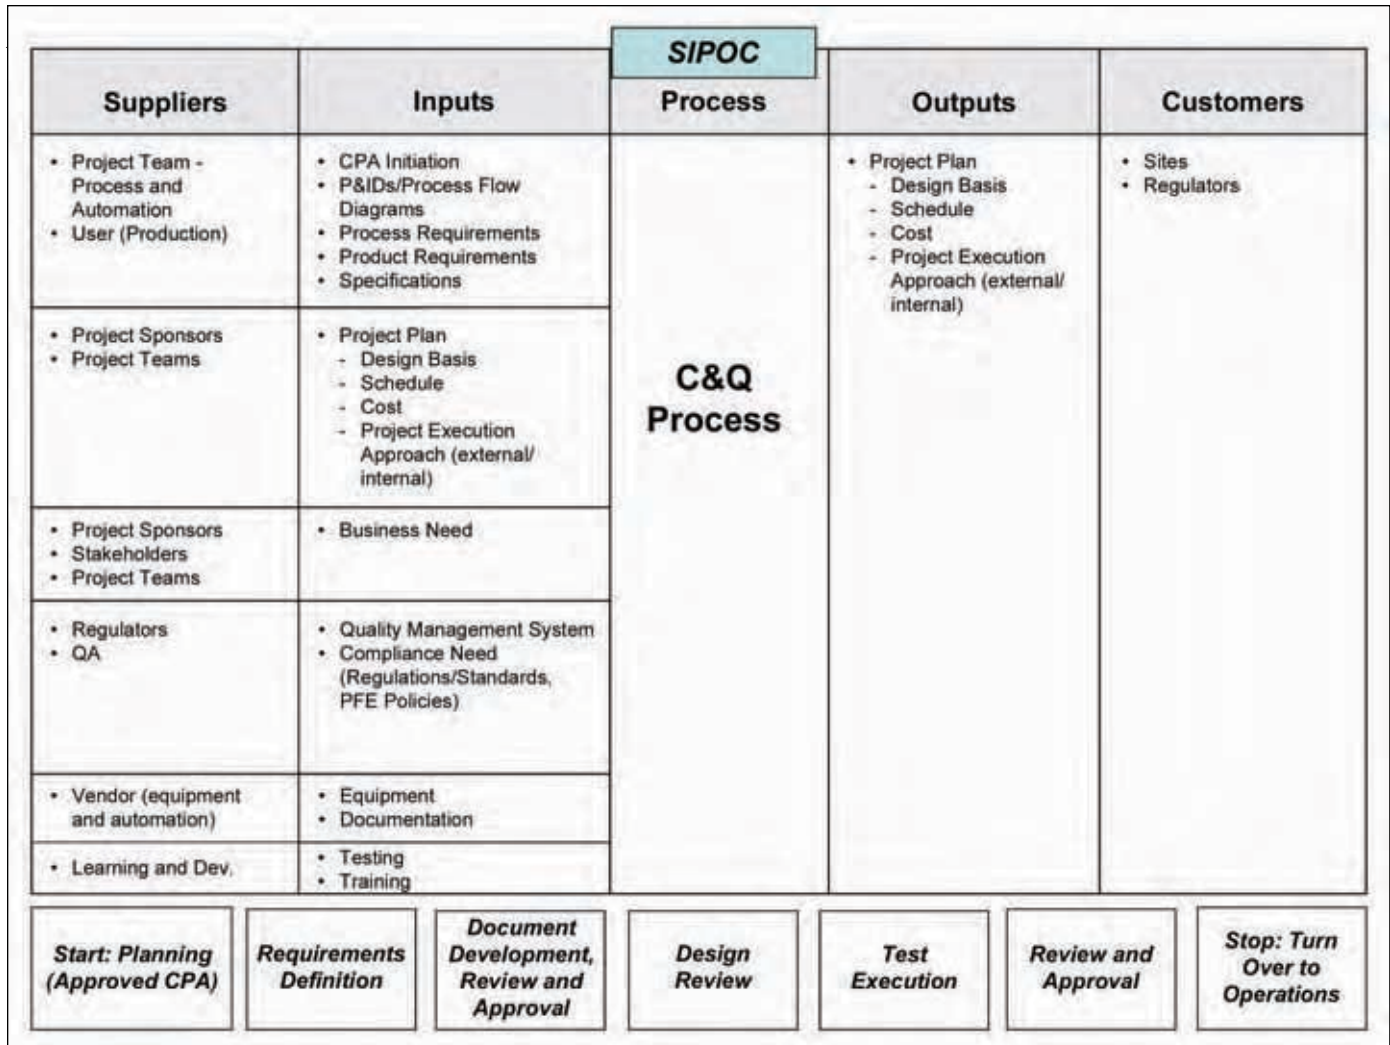 SIPOC
Suppliers
Inputs
Process
Outputs
Customers
• Project Team -
Process and
Automation
• User (Production)
• CPA Initiation
• P&IDs/Process Flow
Diagrams
• Process Requirements
• Product Requirements
• Specifications
• Project Sponsors
• Project Teams
• Project Plan
- Design Basis
- Schedule
- Cost
- Project Execution
Approach (external/
internal)
• Project Sponsors
• Stakeholders
• Project Teams
• Business Need
• Regulators
• QA
• Quality Management System
• Compliance Need
(Regulations/Standards,
PFE Policies)
• Vendor (equipment
and automation)
• Equipment
• Documentation
• Learning and Dev.
• Testing
• Training
C&Q
Process
• Project Plan
- Design Basis
- Schedule
- Cost
- Project Execution
Approach (external/
internal)
• Sites
• Regulators
Start: Planning
(Approved CPA)
Requirements
Definition
Document
Development,
Review and
Approval
Design
Review
Test
Execution
Review and
Approval
Stop: Turn
Over to
Operations